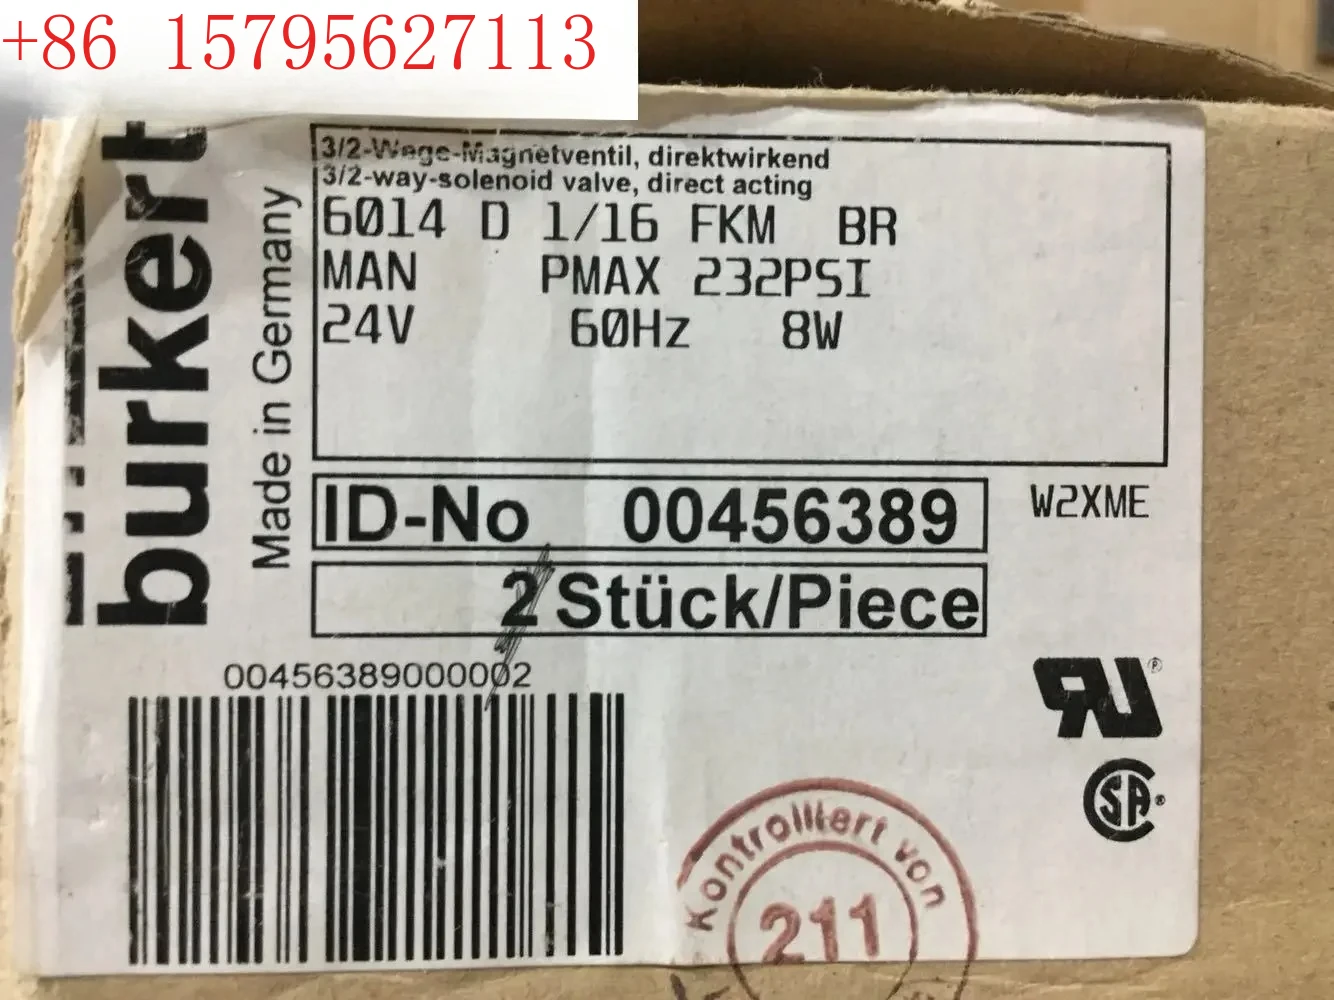 +86 15795627113
burkert
Made in Germany
3/2-Wege-Magnetventil, direktwirkend
3/2-way-solenoid valve, direct acting
6014 D 1/16 FKM BR
MAN PMAX 232PSI
24V 60Hz 8W
ID-No 00456389
W2XME
2 Stück/Piece
00456389000002
RU®
SA®
Kontrolliert von
211